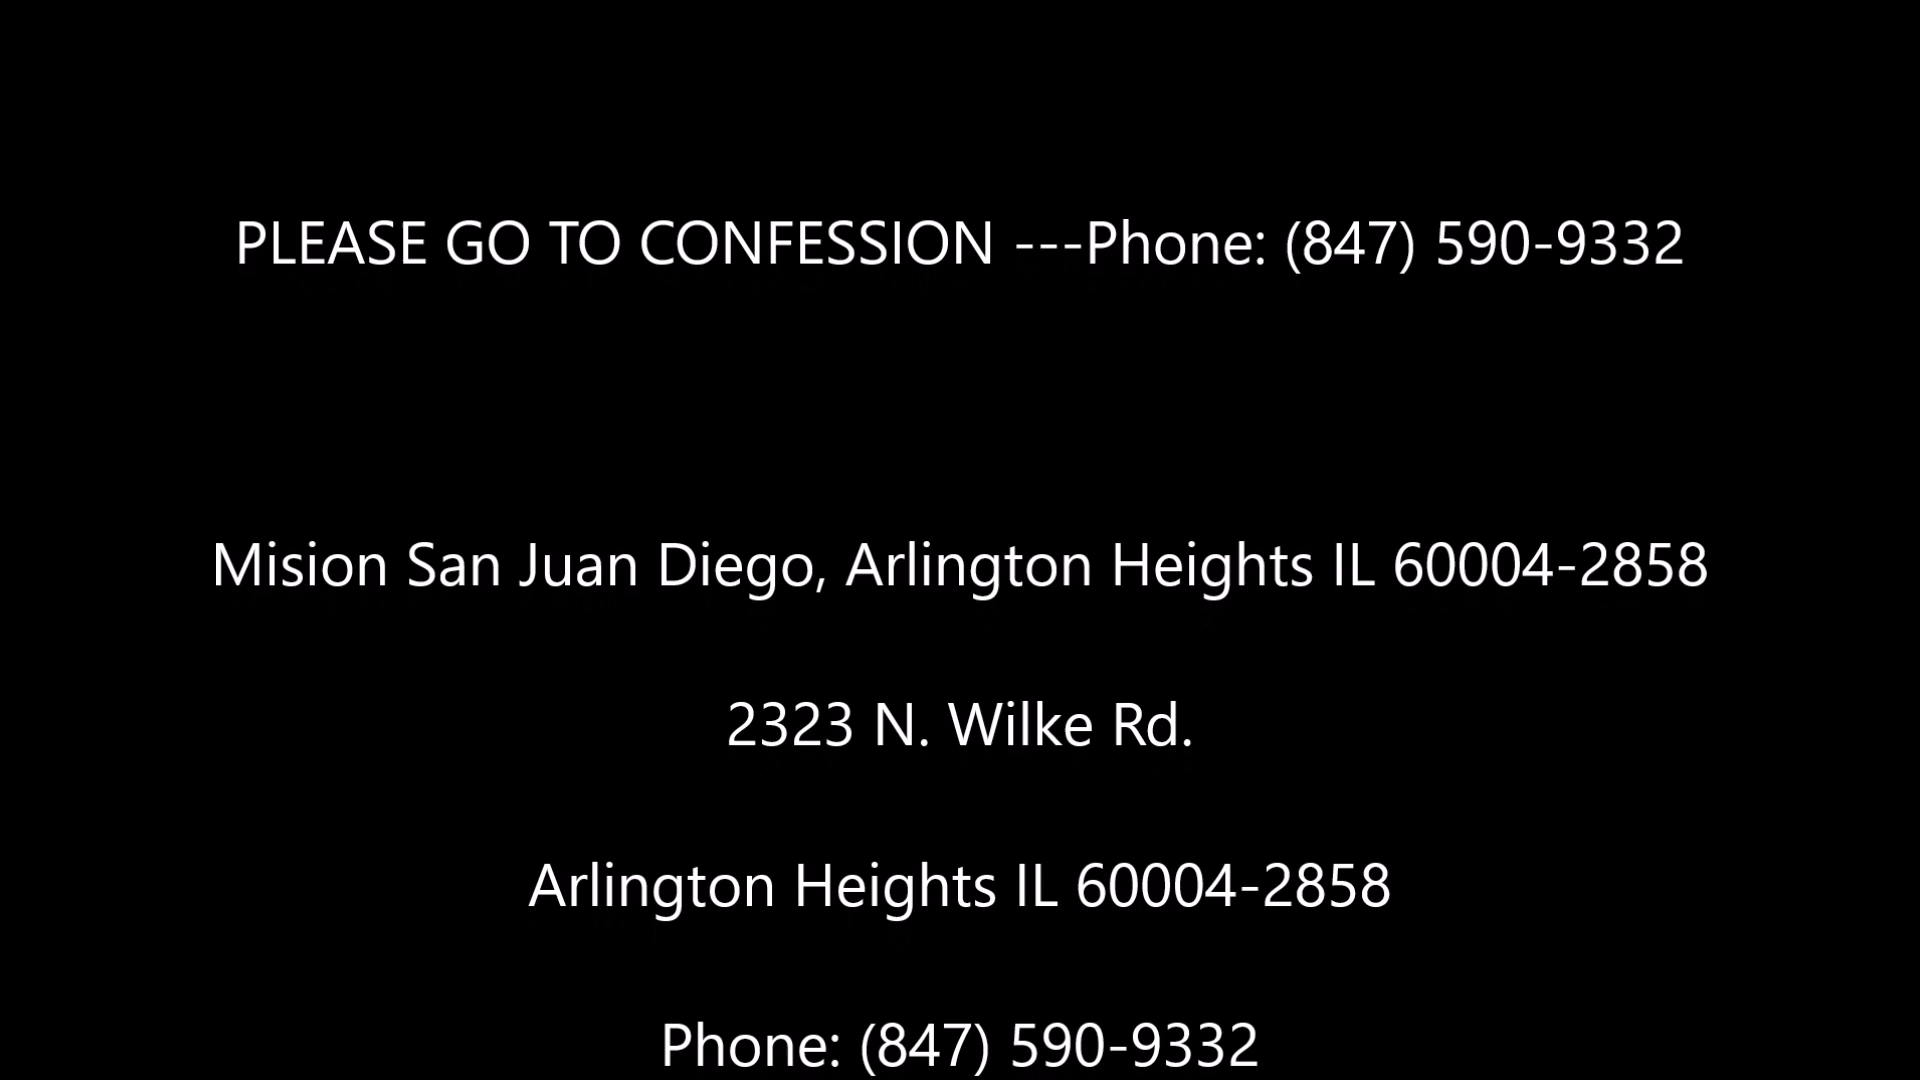 PLEASE GO TO CONFESSION ---Phone: (847) 590-9332
Mision San Juan Diego, Arlington Heights IL 60004-2858
2323 N. Wilke Rd.
Arlington Heights IL 60004-2858
Phone: (847) 590-9332